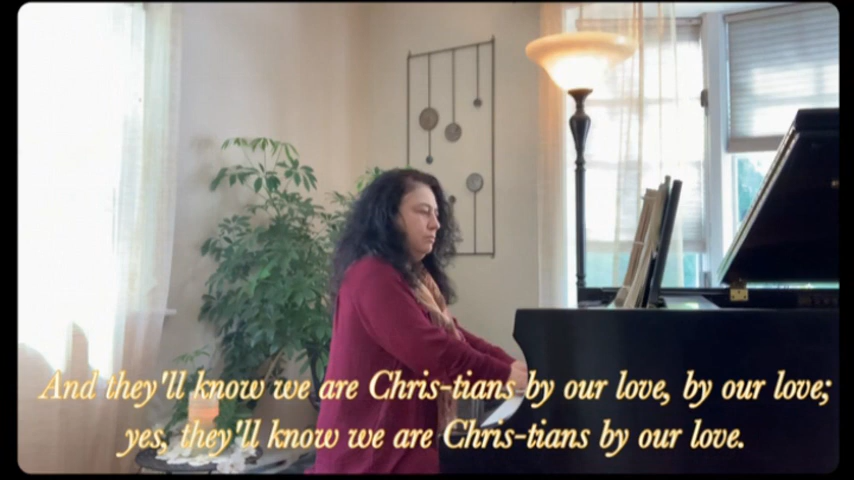 And they'll know we are Chris-tians by our love, by our love;
yes, they'll know we are Chris-tians by our love.